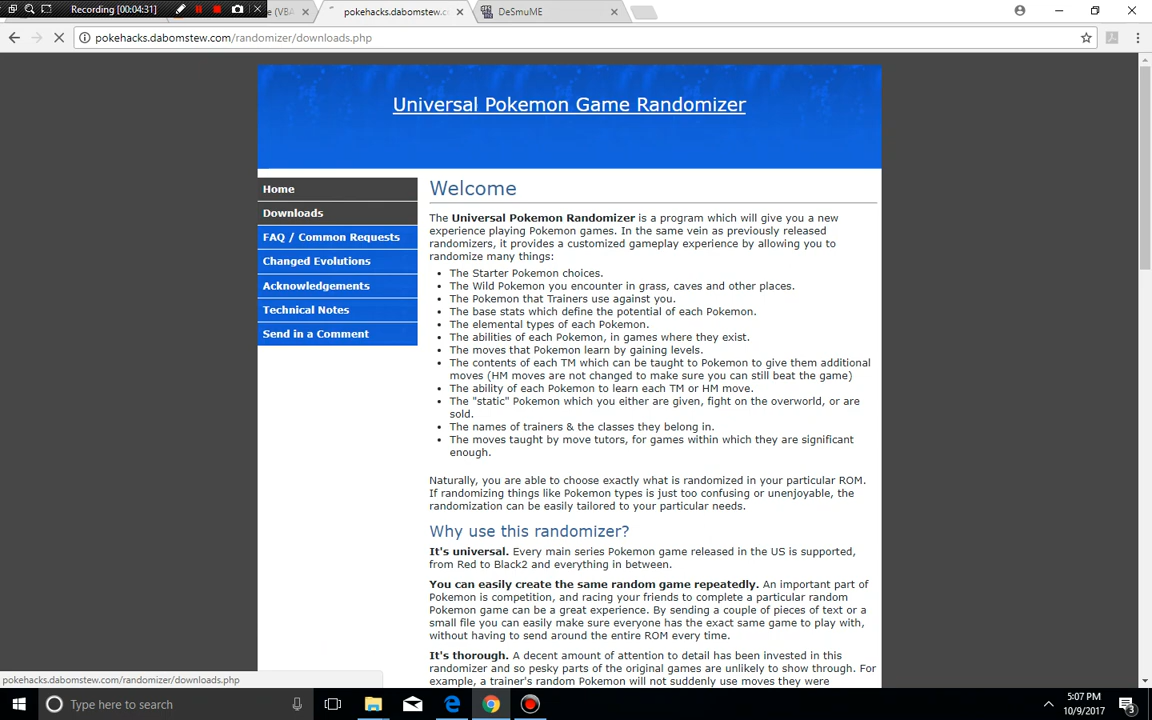 Recording [00:04:31]
e (VBA
pokehacks.dabomstew.c
DeSmuME
pokehacks.dabomstew.com/randomizer/downloads.php
Universal Pokemon Game Randomizer
Home
Downloads
FAQ / Common Requests
Changed Evolutions
Acknowledgements
Technical Notes
Send in a Comment
Welcome
The Universal Pokemon Randomizer is a program which will give you a new
experience playing Pokemon games. In the same vein as previously released
randomizers, it provides a customized gameplay experience by allowing you to
randomize many things:
• The Starter Pokemon choices.
• The Wild Pokemon you encounter in grass, caves and other places.
• The Pokemon that Trainers use against you.
• The base stats which define the potential of each Pokemon.
• The elemental types of each Pokemon.
• The abilities of each Pokemon, in games where they exist.
• The moves that Pokemon learn by gaining levels.
• The contents of each TM which can be taught to Pokemon to give them additional
moves (HM moves are not changed to make sure you can still beat the game)
• The ability of each Pokemon to learn each TM or HM move.
• The "static" Pokemon which you either are given, fight on the overworld, or are
sold.
• The names of trainers & the classes they belong in.
• The moves taught by move tutors, for games within which they are significant
enough.
Naturally, you are able to choose exactly what is randomized in your particular ROM.
If randomizing things like Pokemon types is just too confusing or unenjoyable, the
randomization can be easily tailored to your particular needs.
Why use this randomizer?
It's universal. Every main series Pokemon game released in the US is supported,
from Red to Black2 and everything in between.
You can easily create the same random game repeatedly. An important part of
Pokemon is competition, and racing your friends to complete a particular random
Pokemon game can be a great experience. By sending a couple of pieces of text or a
small file you can easily make sure everyone has the exact same game to play with,
without having to send around the entire ROM every time.
It's thorough. A decent amount of attention to detail has been invested in this
randomizer and so pesky parts of the original games are unlikely to show through. For
example, a trainer's random Pokemon will not suddenly use moves they were
pokehacks.dabomstew.com/randomizer/downloads.php
Type here to search
5:07 PM
10/9/2017
3